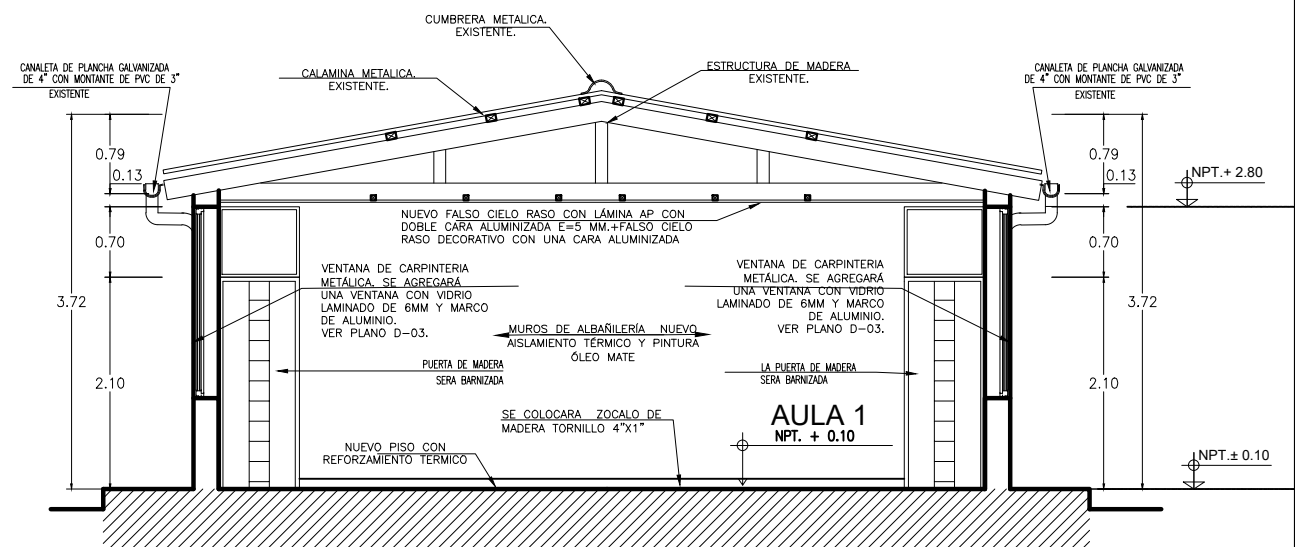 CUMBRERA METALICA.
EXISTENTE.
CANALETA DE PLANCHA GALVANIZADA
DE 4" CON MONTANTE DE PVC DE 3"
EXISTENTE
CALAMINA METALICA.
EXISTENTE.
ESTRUCTURA DE MADERA
EXISTENTE.
CANALETA DE PLANCHA GALVANIZADA
DE 4" CON MONTANTE DE PVC DE 3"
EXISTENTE
0.79
0.13
0.79
0.13
NPT.+ 2.80
NUEVO FALSO CIELO RASO CON LÁMINA AP CON
DOBLE CARA ALUMINIZADA E=5 MM.+FALSO CIELO
RASO DECORATIVO CON UNA CARA ALUMINIZADA
0.70
0.70
VENTANA DE CARPINTERIA
METÁLICA. SE AGREGARÁ
UNA VENTANA CON VIDRIO
LAMINADO DE 6MM Y MARCO
DE ALUMINIO.
VER PLANO D-03.
VENTANA DE CARPINTERIA
METÁLICA. SE AGREGARÁ
UNA VENTANA CON VIDRIO
LAMINADO DE 6MM Y MARCO
DE ALUMINIO.
VER PLANO D-03.
3.72
3.72
MUROS DE ALBAÑILERÍA NUEVO
AISLAMIENTO TÉRMICO Y PINTURA
ÓLEO MATE
PUERTA DE MADERA
SERA BARNIZADA
LA PUERTA DE MADERA
SERA BARNIZADA
2.10
2.10
SE COLOCARA ZOCALO DE
MADERA TORNILLO 4"X1"
AULA 1
NPT. + 0.10
NUEVO PISO CON
REFORZAMIENTO TERMICO
NPT.± 0.10